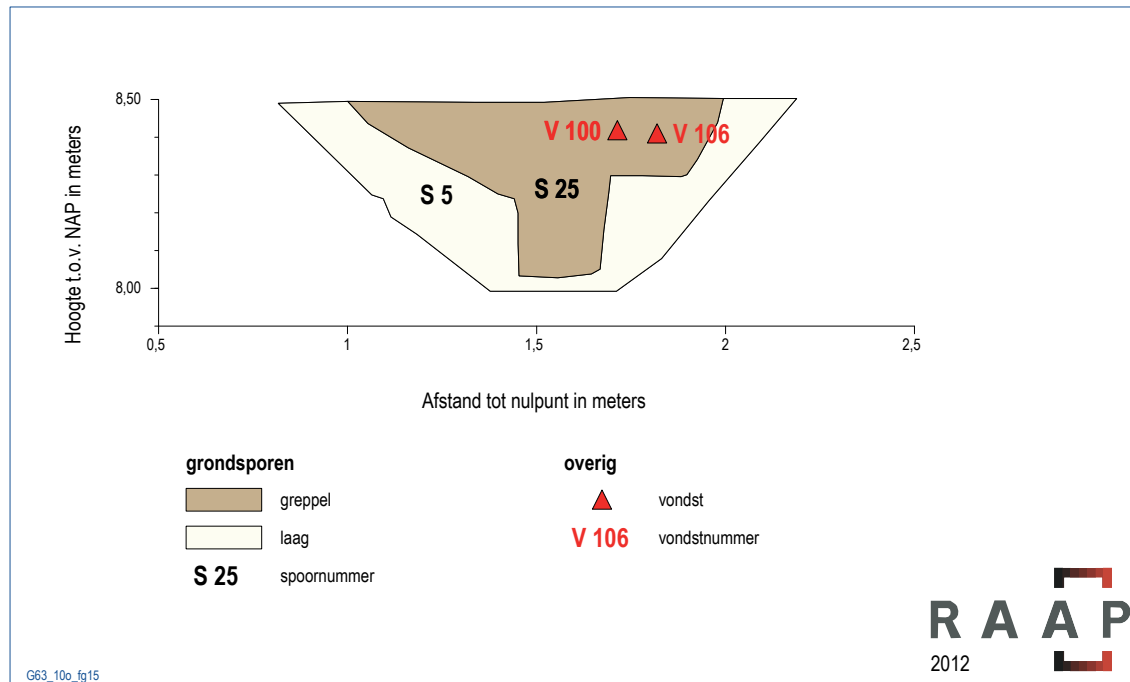 8,50
V 100
V 106
S 5
S 25
Hoogte t.o.v. NAP in meters
8,00
0,5
1
1,5
2
2,5
Afstand tot nulpunt in meters
grondsporen
greppel
laag
S 25
spoornummer
overig
vondst
V 106
vondstnummer
RAAP
2012
G63_10o_fg15